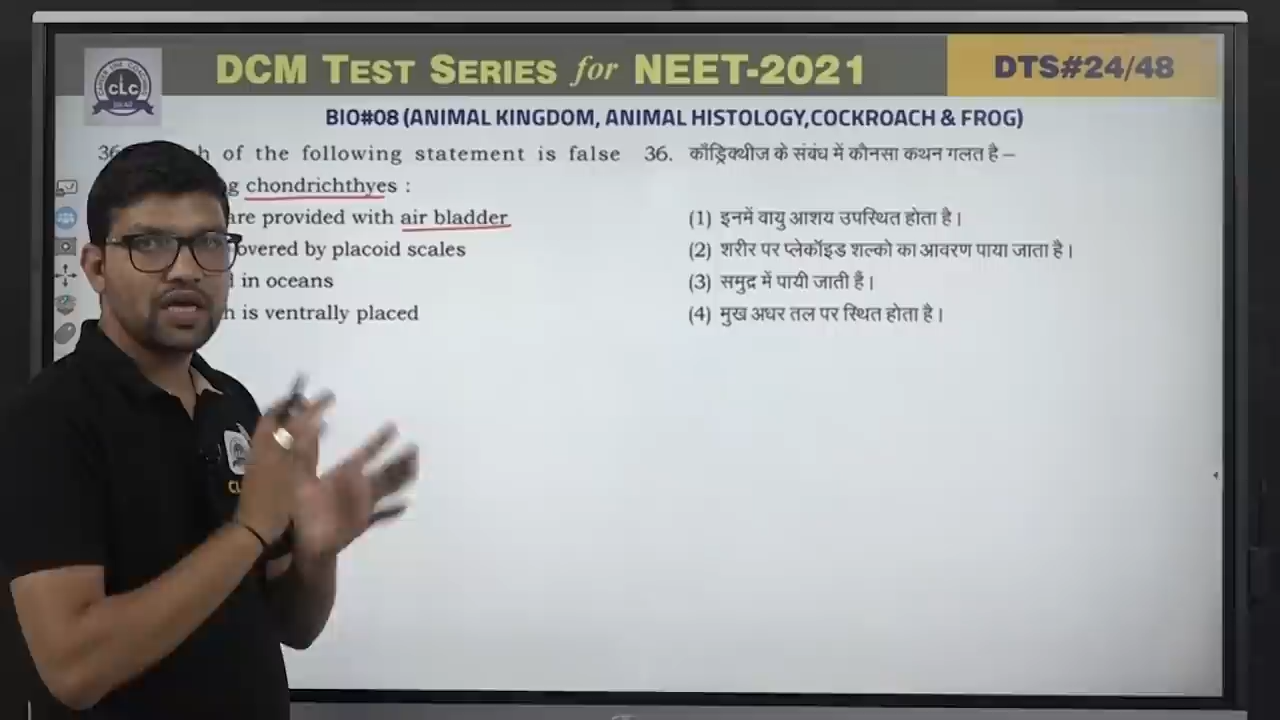 DCM TEST SERIES for NEET-2021
DTS#24/48
CLC
BIO#08 (ANIMAL KINGDOM, ANIMAL HISTOLOGY,COCKROACH & FROG)
36 of the following statement is false
chondrichthyes :
are provided with air bladder
by placoid scales
in oceans
is ventrally placed
36. कॉंड्रिक्थीज के संबंध में कौनसा कथन गलत है –
(1) इनमें वायु आशय उपस्थित होता है।
(2) शरीर पर प्लेकॉइड शल्को का आवरण पाया जाता है।
(3) समुद्र में पायी जाती हैं।
(4) मुख अधर तल पर स्थित होता है।